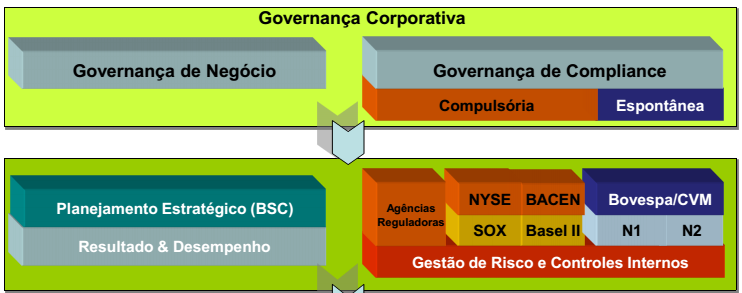 Governança Corporativa
Governança de Negócio
Governança de Compliance
Compulsória
Espontânea
Planejamento Estratégico (BSC)
Resultado & Desempenho
Agências
Reguladoras
NYSE
BACEN
Bovespa/CVM
SOX
Basel II
N1
N2
Gestão de Risco e Controles Internos